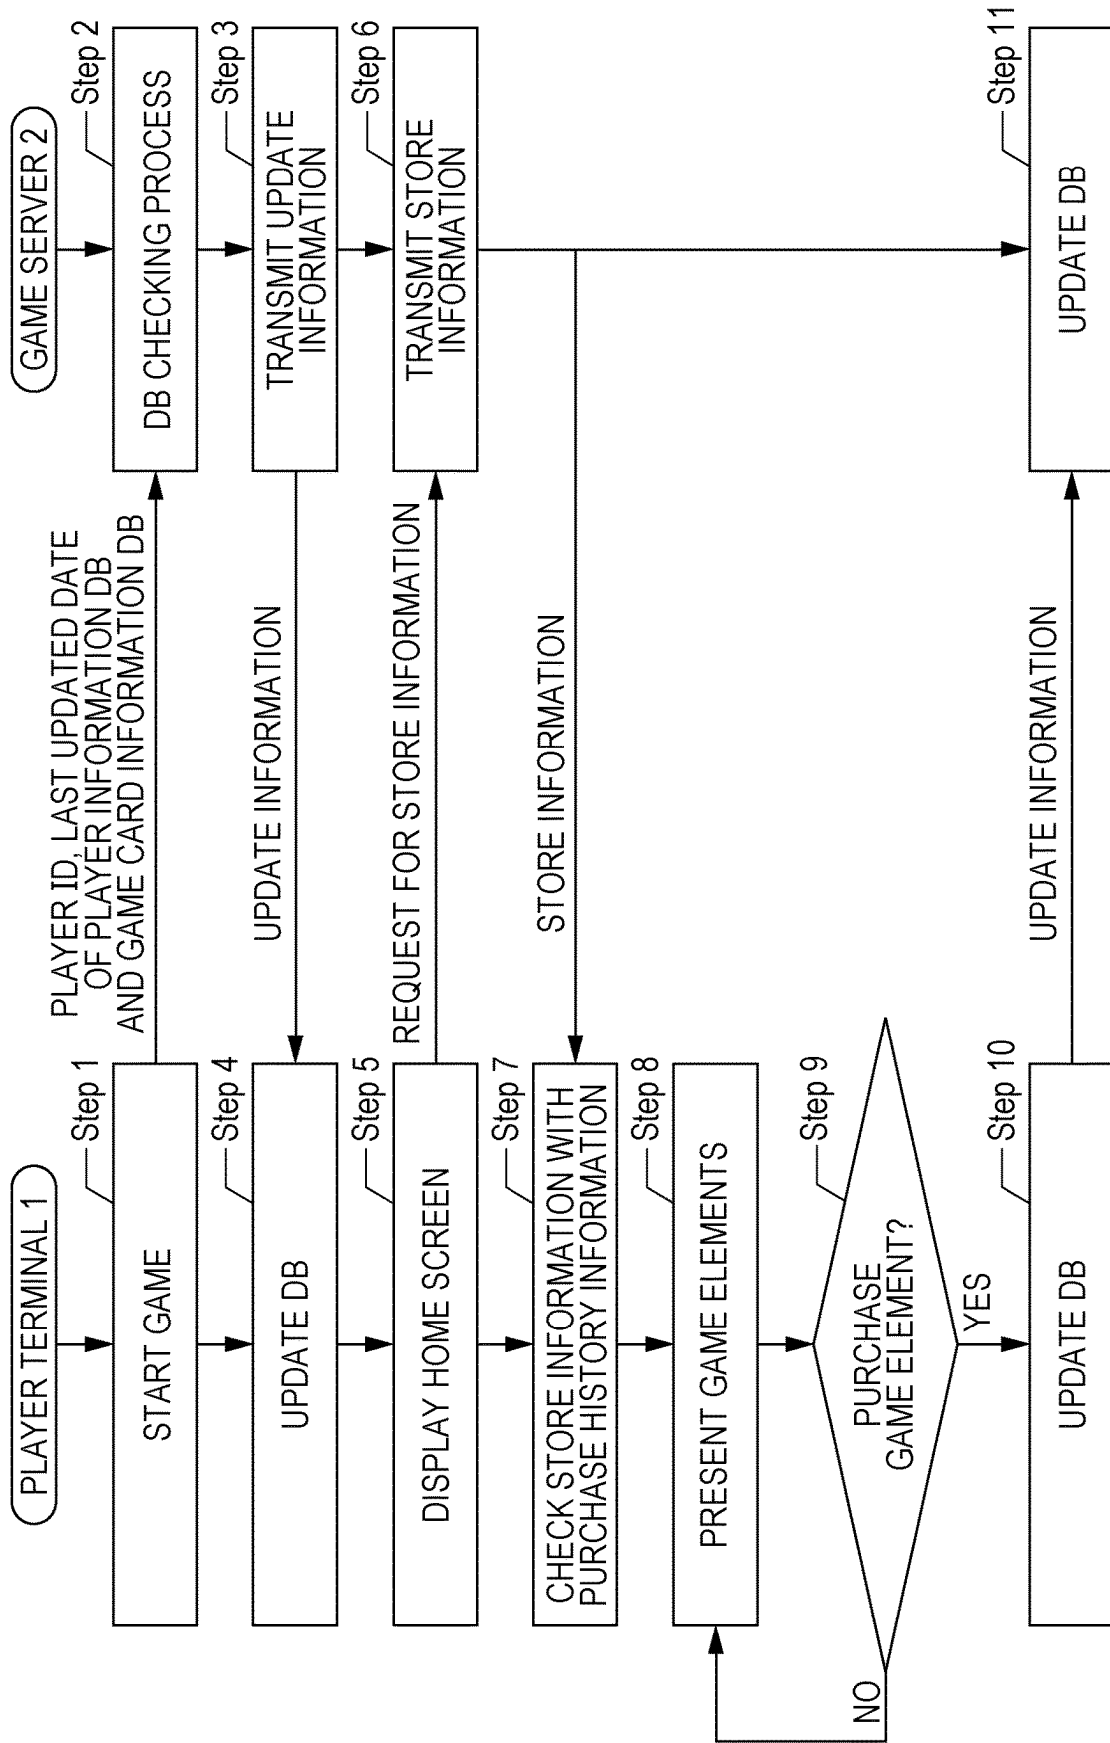 PLAYER TERMINAL 1
GAME SERVER 2
Step 1
START GAME
PLAYER ID, LAST UPDATED DATE
OF PLAYER INFORMATION DB
AND GAME CARD INFORMATION DB
Step 2
DB CHECKING PROCESS
Step 3
TRANSMIT UPDATE
INFORMATION
UPDATE INFORMATION
Step 4
UPDATE DB
Step 5
DISPLAY HOME SCREEN
REQUEST FOR STORE INFORMATION
Step 6
TRANSMIT STORE
INFORMATION
STORE INFORMATION
Step 7
CHECK STORE INFORMATION WITH
PURCHASE HISTORY INFORMATION
Step 8
PRESENT GAME ELEMENTS
Step 9
PURCHASE
GAME ELEMENT?
NO
YES
Step 10
UPDATE DB
UPDATE INFORMATION
Step 11
UPDATE DB